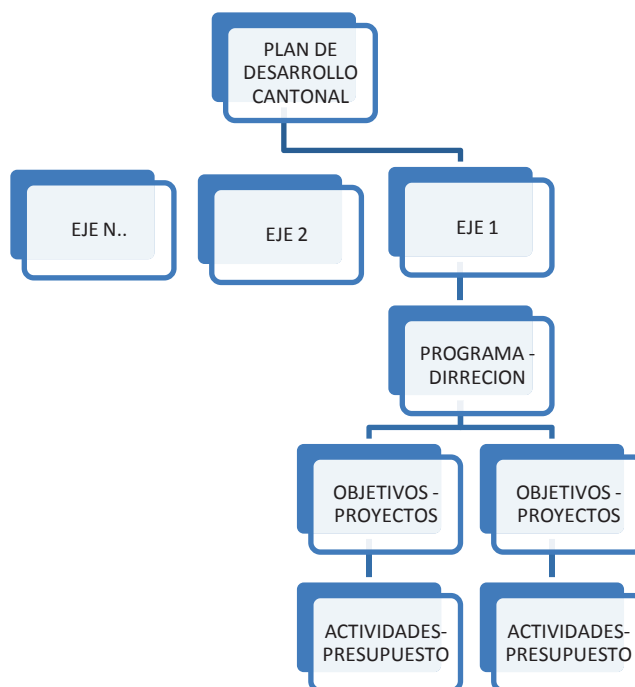 PLAN DE
DESARROLLO
CANTONAL
EJE N..
EJE 2
EJE 1
PROGRAMA -
DIRRECION
OBJETIVOS -
PROYECTOS
OBJETIVOS -
PROYECTOS
ACTIVIDADES-
PRESUPUESTO
ACTIVIDADES-
PRESUPUESTO